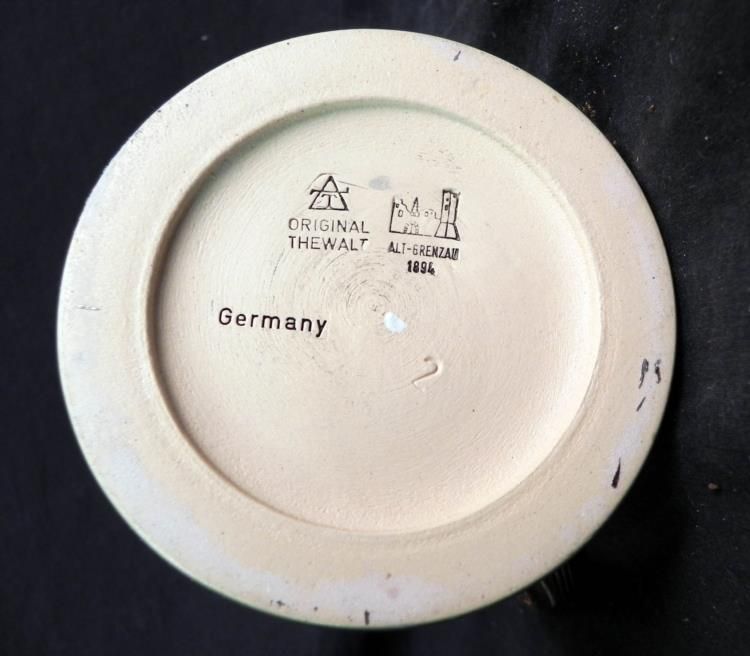 ORIGINAL
THEWALT
ALT-GRENZAU
1894
Germany